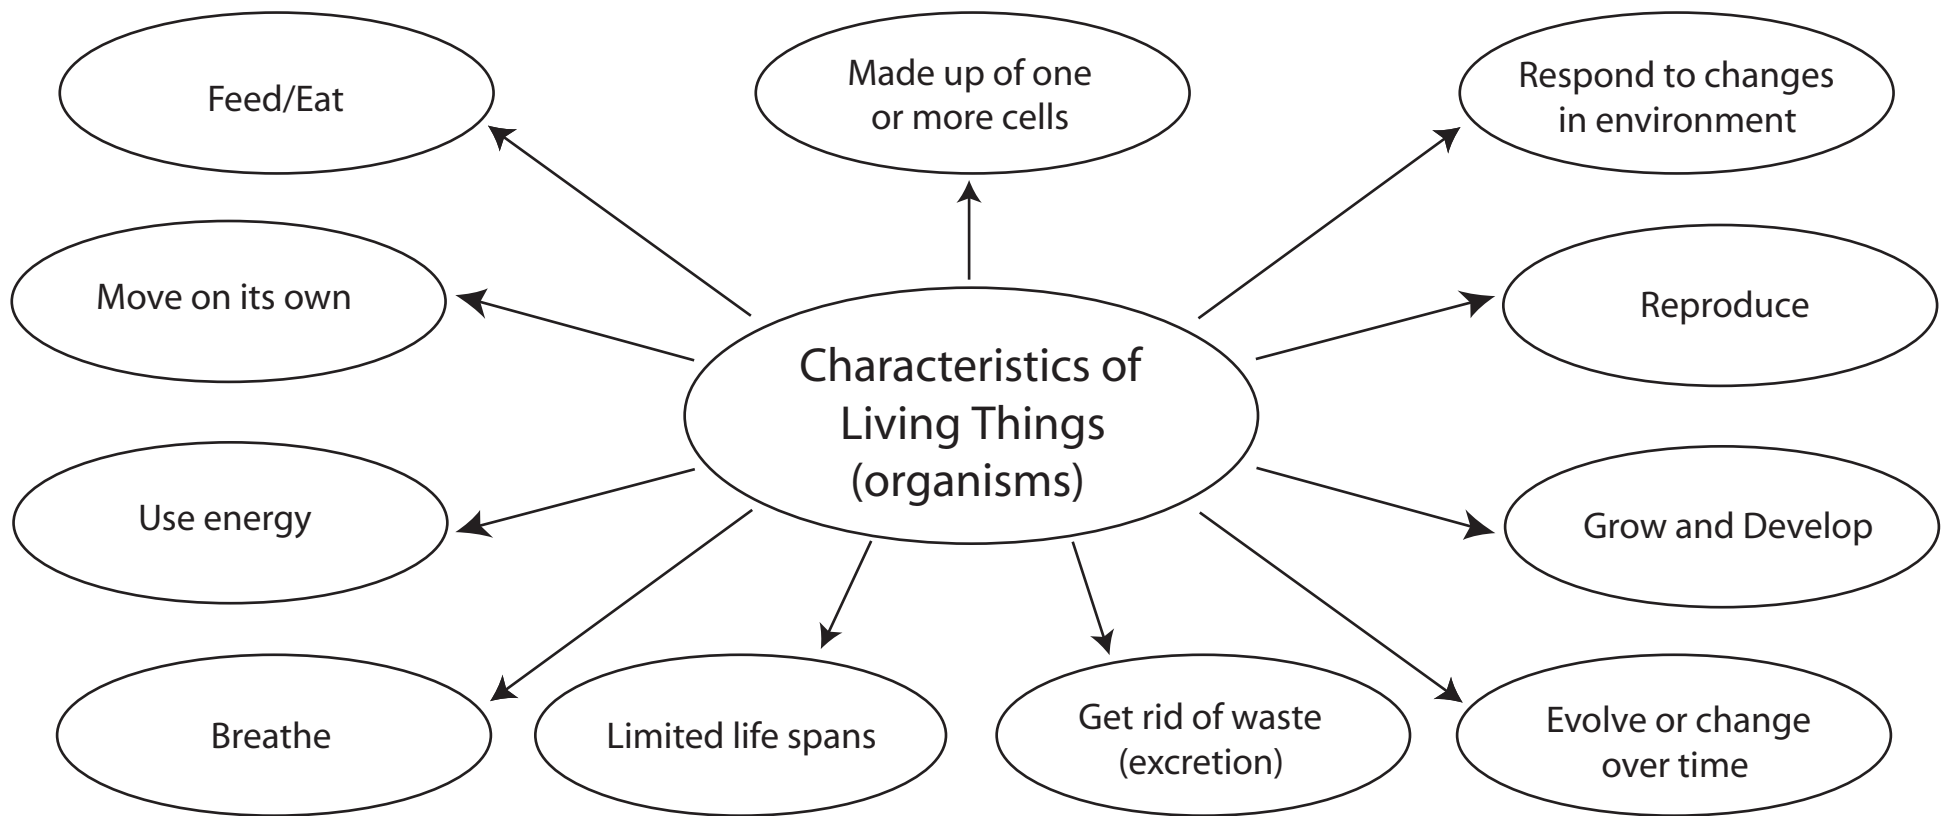 Feed/Eat
Made up of one
or more cells
Respond to changes
in environment
Move on its own
Reproduce
Characteristics of
Living Things
(organisms)
Use energy
Grow and Develop
Breathe
Limited life spans
Get rid of waste
(excretion)
Evolve or change
over time